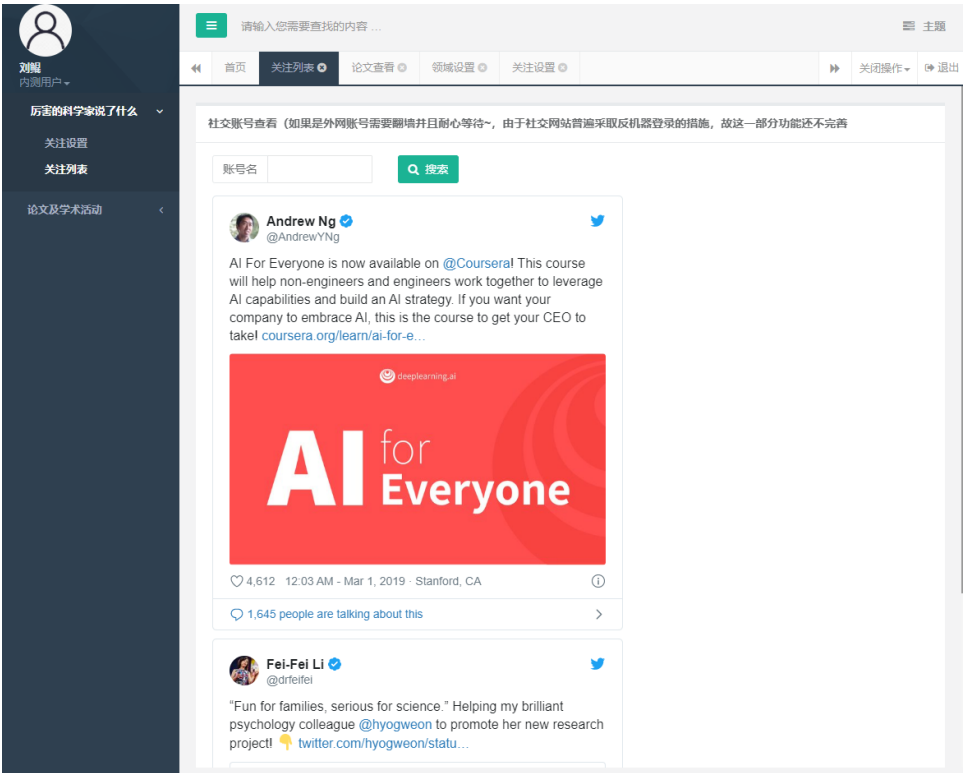 请输入您需要查找的内容 …
主题
刘鲲
内测用户
首页 关注列表 论文查看 领域设置 关注设置 关闭操作 退出
厉害的科学家说了什么
关注设置
关注列表
论文及学术活动
社交账号查看（如果是外网账号需要翻墙并且耐心等待~，由于社交网站普遍采取反机器登录的措施，故这一部分功能还不完善
账号名 搜索
Andrew Ng
@AndrewYNg
AI For Everyone is now available on @Coursera! This course
will help non-engineers and engineers work together to leverage
AI capabilities and build an AI strategy. If you want your
company to embrace AI, this is the course to get your CEO to
take! coursera.org/learn/ai-for-e…
deeplearning.ai
AI for
Everyone
4,612 12:03 AM - Mar 1, 2019 · Stanford, CA
1,645 people are talking about this
Fei-Fei Li
@drfeifei
“Fun for families, serious for science.” Helping my brilliant
psychology colleague @hyogweon to promote her new research
project! 👇 twitter.com/hyogweon/statu…